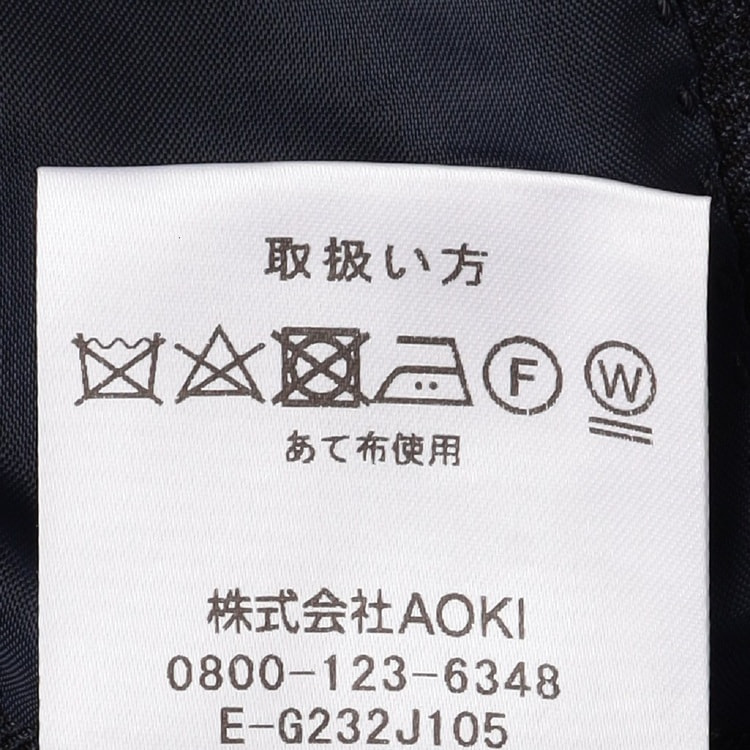 取扱い方
F W
あて布使用
株式会社AOKI
0800-123-6348
E-G232J105